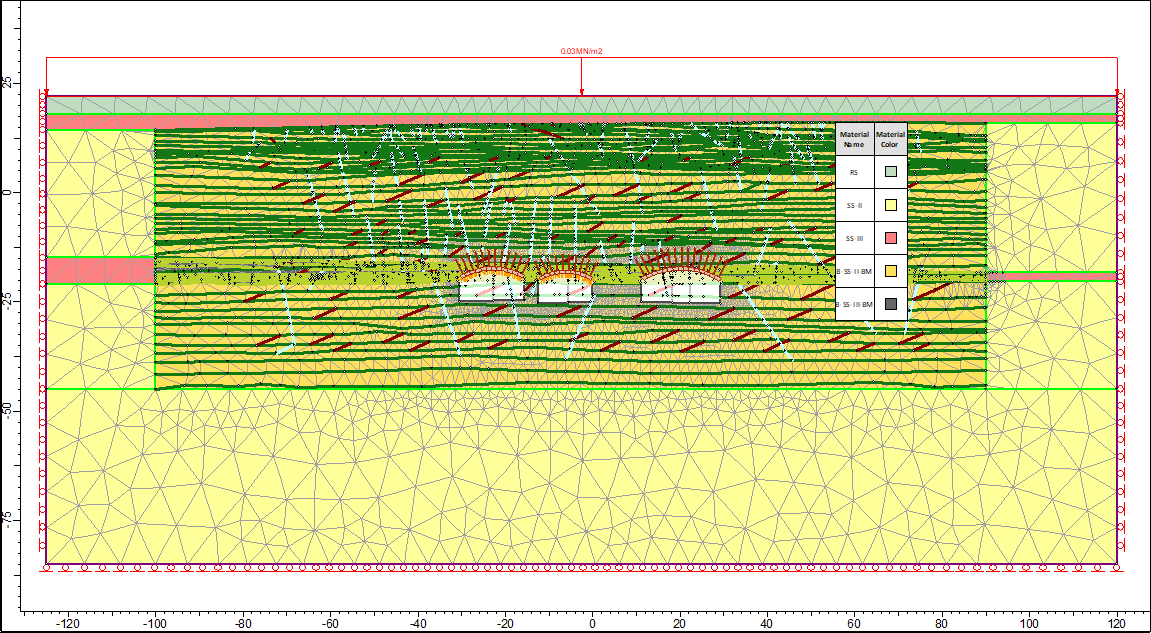 0.03MN/m2
25
0
-25
-50
-75
Material Name
Material Color
RS
SS-II
SS-III
B-SS-II-BM
B-SS-III-BM
-120 -100 -80 -60 -40 -20 0 20 40 60 80 100 120